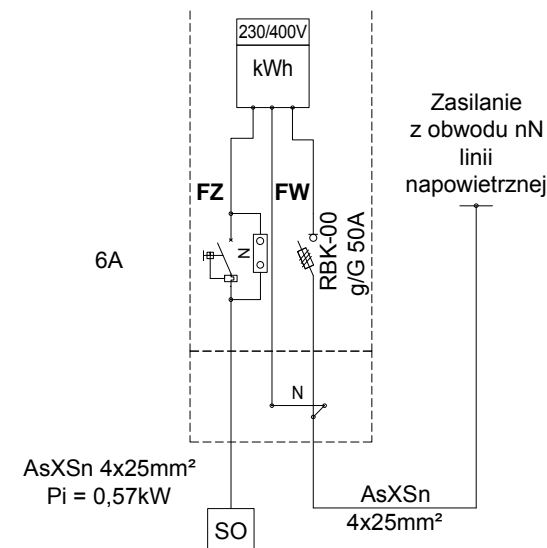 230/400V
kWh
Zasilanie
z obwodu nN
linii
napowietrznej
FZ
FW
6A
N
RBK-00
g/G 50A
N
AsXSn 4x25mm²
Pi = 0,57kW
AsXSn
4x25mm²
SO